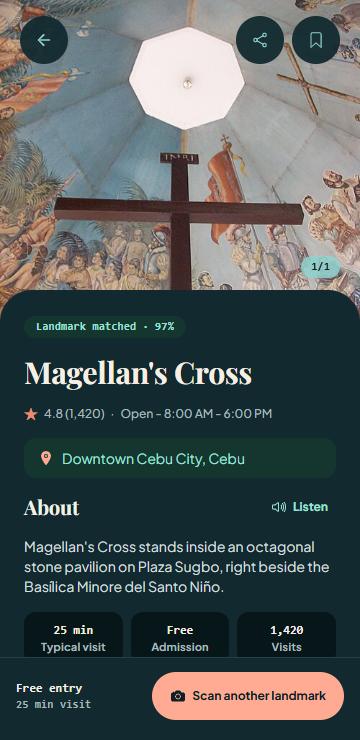 INRI
1/1
Landmark matched · 97%
Magellan's Cross
4.8 (1,420) · Open - 8:00 AM - 6:00 PM
Downtown Cebu City, Cebu
About
Listen
Magellan's Cross stands inside an octagonal
stone pavilion on Plaza Sugbo, right beside the
Basílica Minore del Santo Niño.
25 min
Typical visit
Free
Admission
1,420
Visits
Free entry
25 min visit
Scan another landmark